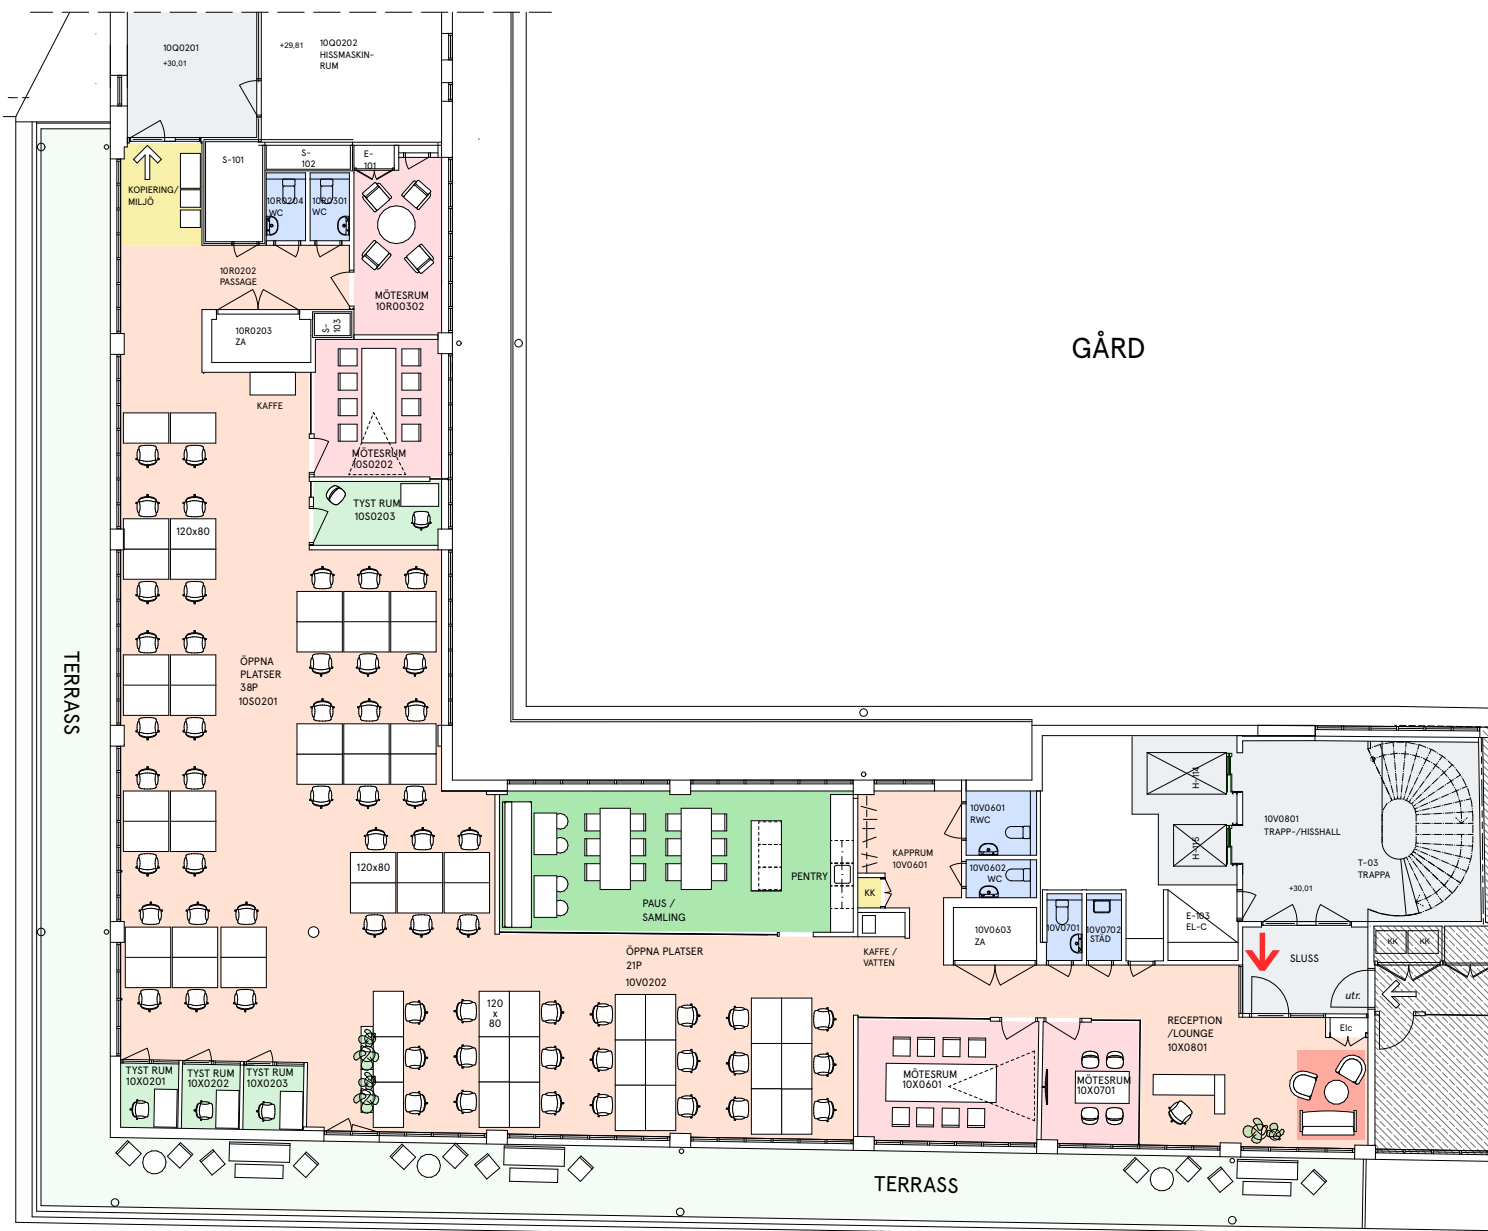 10Q0201
+30,01
+29,81
10Q0202
HISSMASKIN-
RUM
KOPIERING/
MILJÖ
S-101
S-
102
E-
101
10R0204
WC
10R0301
WC
10R0202
PASSAGE
MÖTESRUM
10R00302
10R0203
ZA
S-
103
KAFFE
MÖTESRUM
10S0202
TYST RUM
10S0203
120x80
GÅRD
TERRASS
ÖPPNA
PLATSER
38P
10S0201
120x80
PAUS /
SAMLING
PENTRY
KAPPRUM
10V0601
KK
10V0601
RWC
10V0602
WC
H-114
H-115
10V0801
TRAPP-/HISSHALL
T-03
TRAPPA
+30,01
E-103
EL-C
10V0603
ZA
10V0701
10V0702
STÄD
KAFFE /
VATTEN
ÖPPNA PLATSER
21P
10V0202
SLUSS
KK
KK
utr.
120
x
80
RECEPTION
/LOUNGE
10X0801
Elc
TYST RUM
10X0201
TYST RUM
10X0202
TYST RUM
10X0203
MÖTESRUM
10X0601
MÖTESRUM
10X0701
TERRASS